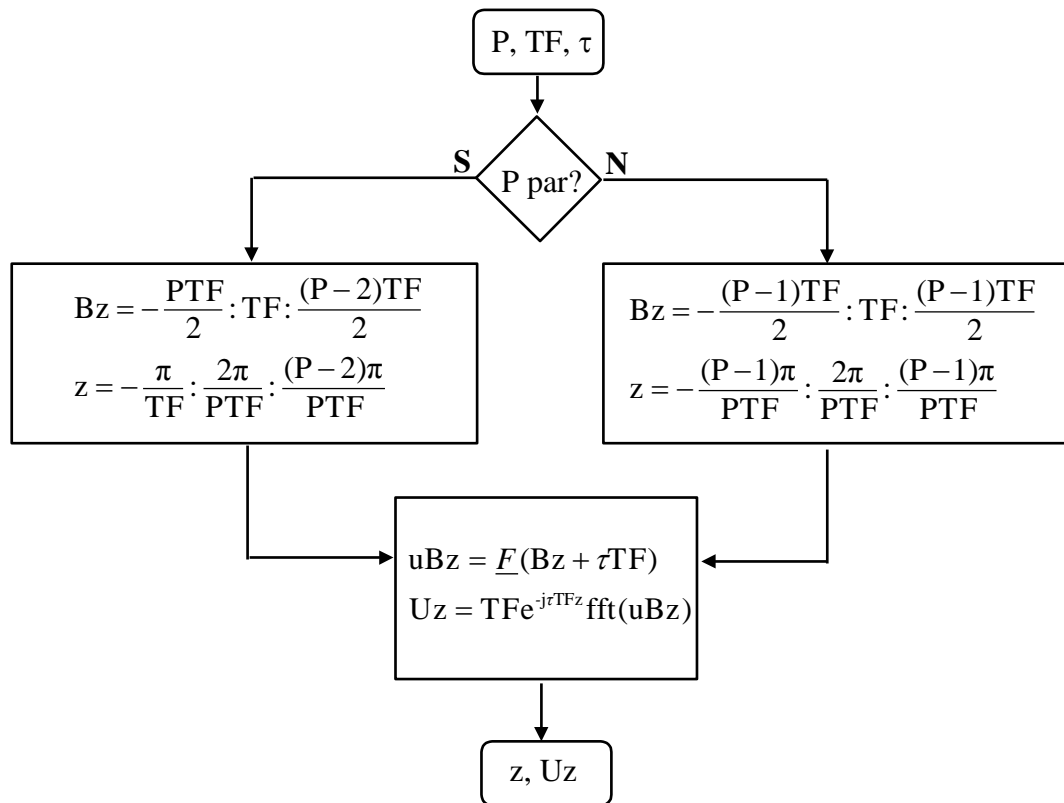 P, TF, τ
S
P par?
N
Bz = −PTF/2 : TF : (P−2)TF/2
z = −π/TF : 2π/PTF : (P−2)π/PTF
Bz = −(P−1)TF/2 : TF : (P−1)TF/2
z = −(P−1)π/PTF : 2π/PTF : (P−1)π/PTF
uBz = F(Bz + τTF)
Uz = TFe^-jτTFz fft(uBz)
z, Uz